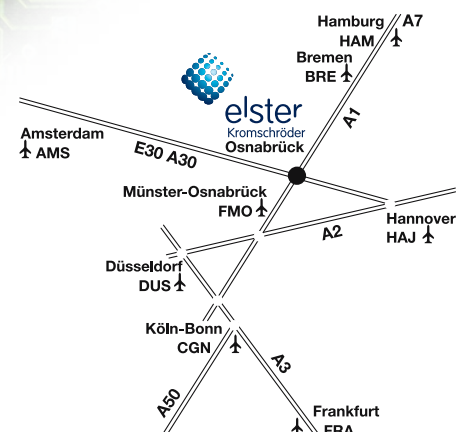 Hamburg A7
HAM
Bremen
BRE
A1
elster
Kromschröder
Osnabrück
Amsterdam
AMS
E30 A30
Münster-Osnabrück
FMO
Hannover
HAJ
A2
Düsseldorf
DUS
Köln-Bonn
CGN
A3
A50
Frankfurt
FRA